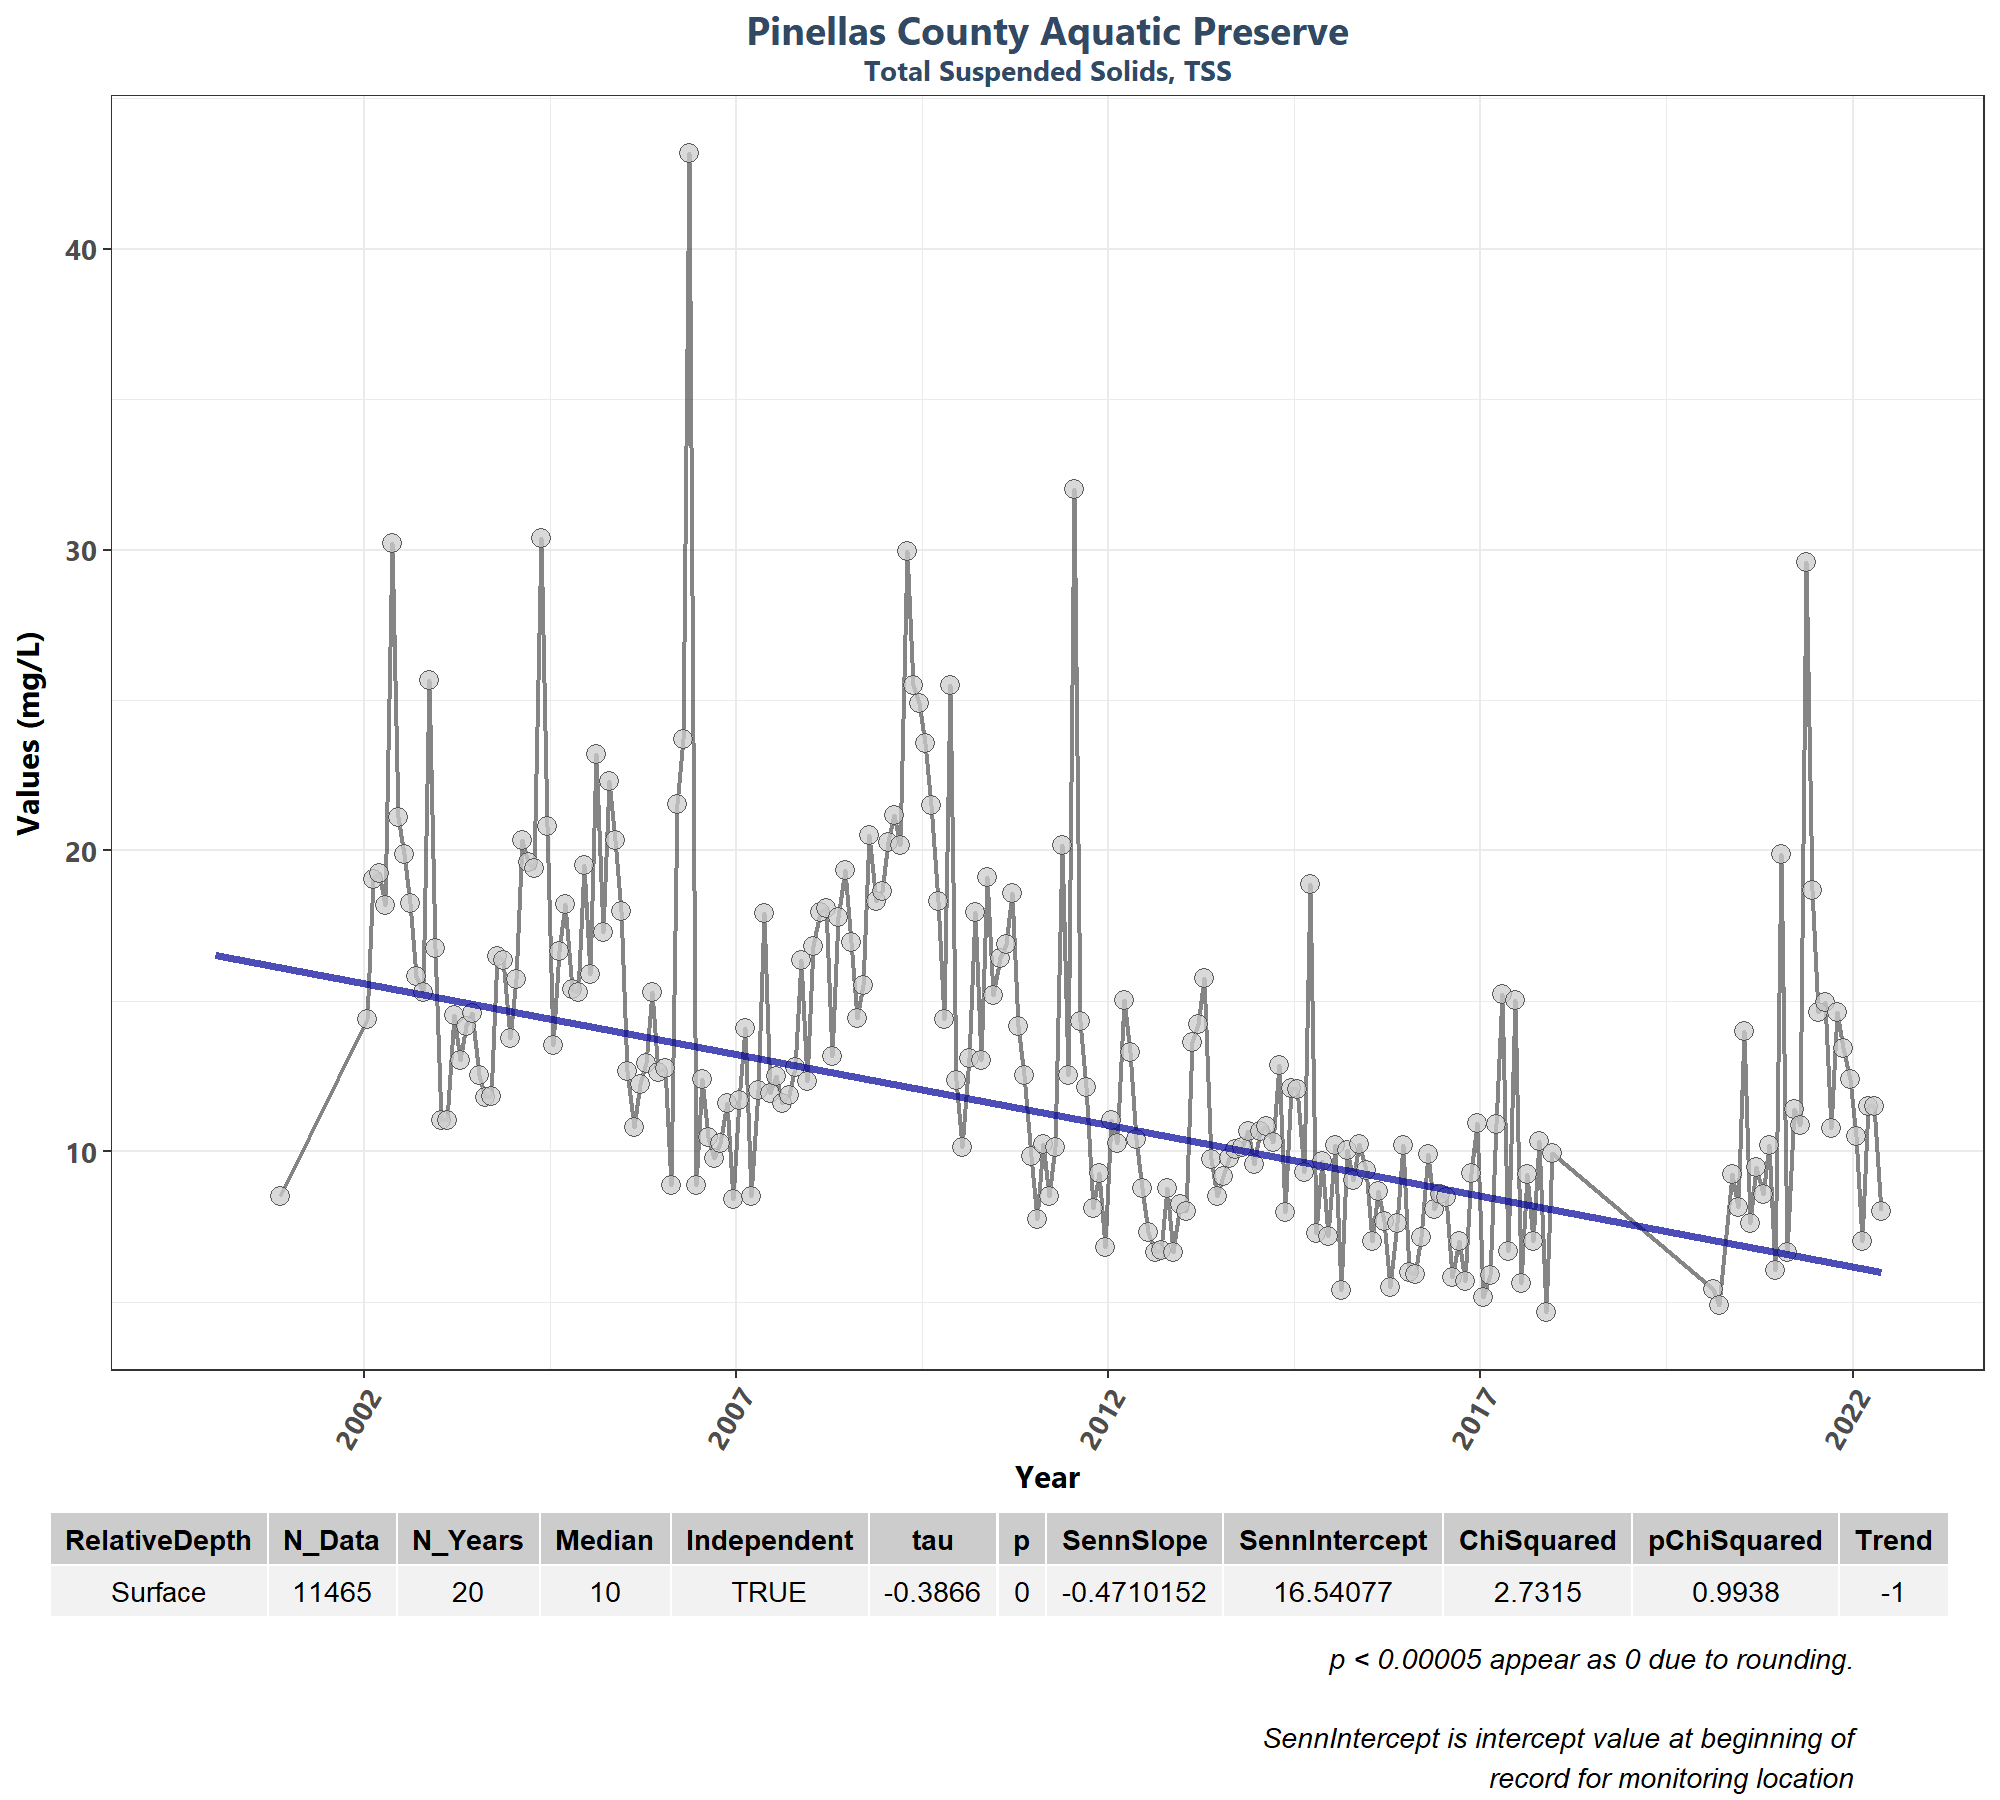 Pinellas County Aquatic Preserve
Total Suspended Solids, TSS
Values (mg/L)
40
30
20
10
2002 2007 2012 2017 2022
Year
RelativeDepth N_Data N_Years Median Independent tau p SennSlope SennIntercept ChiSquared pChiSquared Trend
Surface 11465 20 10 TRUE -0.3866 0 -0.4710152 16.54077 2.7315 0.9938 -1
p < 0.00005 appear as 0 due to rounding.
SennIntercept is intercept value at beginning of
record for monitoring location